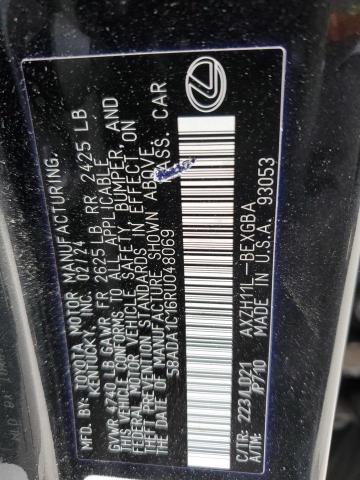 MFD. BY: TOYOTA MOTOR MANUFACTURING,
KENTUCKY, INC. 02/24
GVWR 4740 LB GAWR FR 2625 LB RR 2425 LB
THIS VEHICLE CONFORMS TO ALL APPLICABLE
FEDERAL MOTOR VEHICLE SAFETY, BUMPER, AND
THEFT PREVENTION STANDARDS IN EFFECT ON
THE DATE OF MANUFACTURE SHOWN ABOVE.
58ADA1C16RU048069 PASS. CAR
C/TR: 223/LD21 AXZH11L-BEXGBA
A/TM: /P710 MADE IN U.S.A. 93053